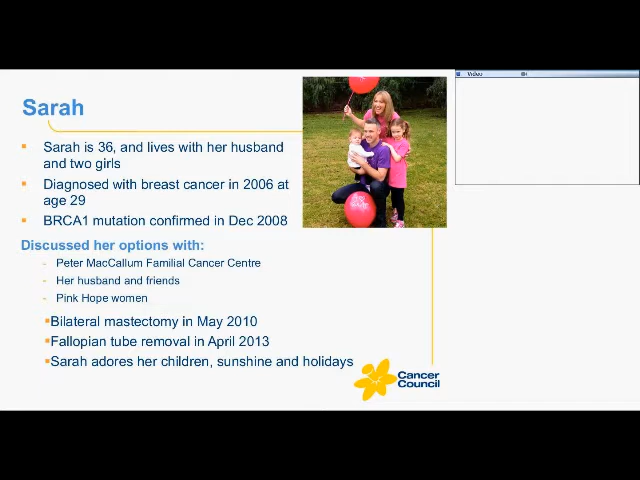 Video
Sarah
Sarah is 36, and lives with her husband
and two girls
Diagnosed with breast cancer in 2006 at
age 29
BRCA1 mutation confirmed in Dec 2008
Discussed her options with:
- Peter MacCallum Familial Cancer Centre
- Her husband and friends
- Pink Hope women
Bilateral mastectomy in May 2010
Fallopian tube removal in April 2013
Sarah adores her children, sunshine and holidays
Cancer
Council